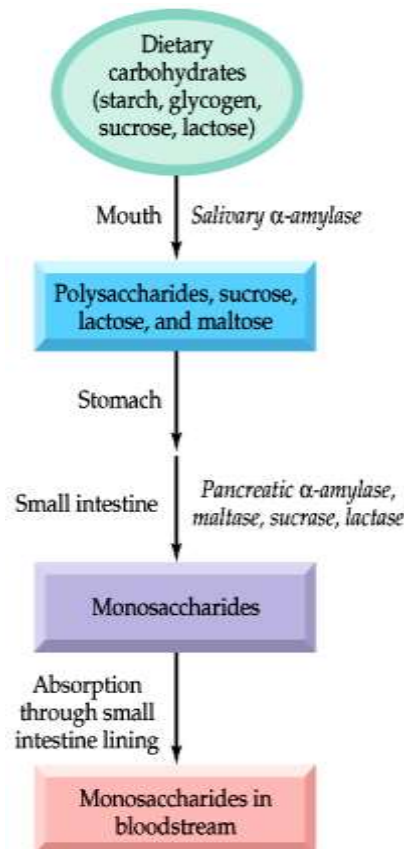 Dietary
carbohydrates
(starch, glycogen,
sucrose, lactose)
Mouth
Salivary α-amylase
Polysaccharides, sucrose,
lactose, and maltose
Stomach
Small intestine
Pancreatic α-amylase,
maltase, sucrase, lactase
Monosaccharides
Absorption
through small
intestine lining
Monosaccharides in
bloodstream